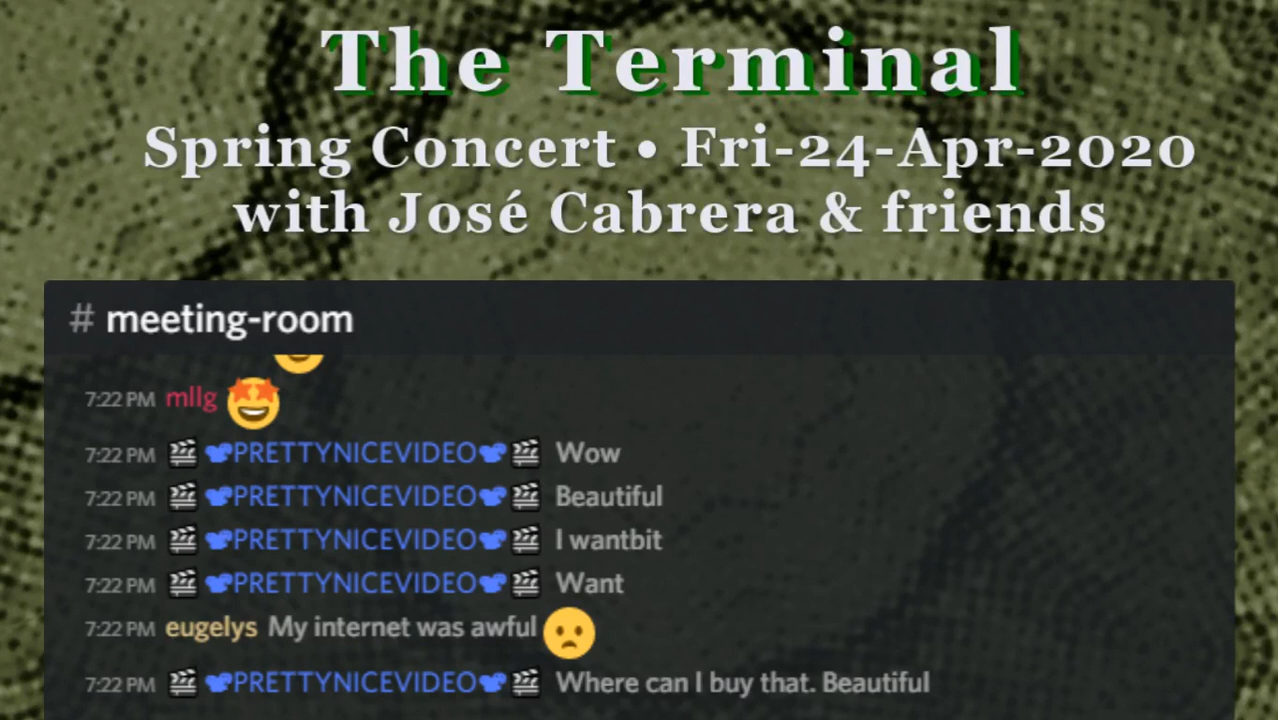 The Terminal
Spring Concert • Fri-24-Apr-2020
with José Cabrera & friends
# meeting-room
7:22 PM mllg 🤩
7:22 PM 🎬 🐦PRETTYNICEVIDEO🐦 🎬 Wow
7:22 PM 🎬 🐦PRETTYNICEVIDEO🐦 🎬 Beautiful
7:22 PM 🎬 🐦PRETTYNICEVIDEO🐦 🎬 I wantbit
7:22 PM 🎬 🐦PRETTYNICEVIDEO🐦 🎬 Want
7:22 PM eugelys My internet was awful 🙁
7:22 PM 🎬 🐦PRETTYNICEVIDEO🐦 🎬 Where can I buy that. Beautiful